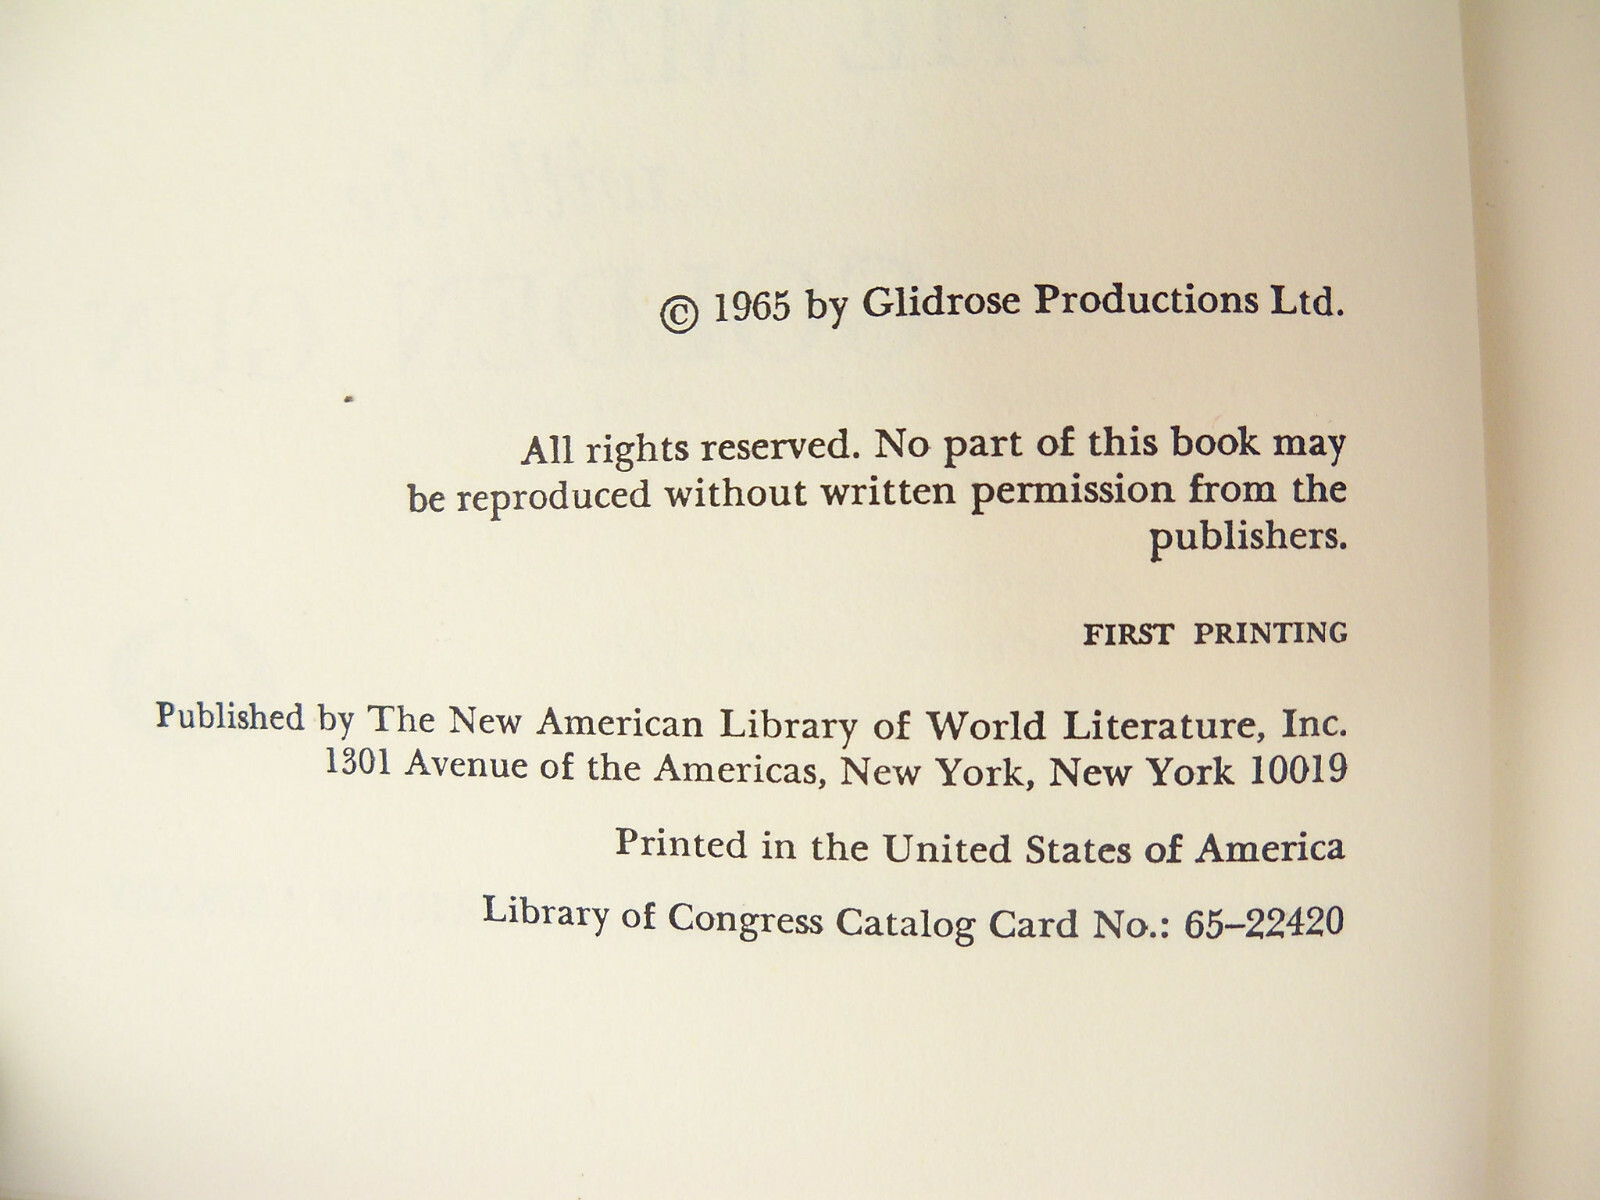 © 1965 by Glidrose Productions Ltd.
All rights reserved. No part of this book may
be reproduced without written permission from the
publishers.
FIRST PRINTING
Published by The New American Library of World Literature, Inc.
1301 Avenue of the Americas, New York, New York 10019
Printed in the United States of America
Library of Congress Catalog Card No.: 65–22420